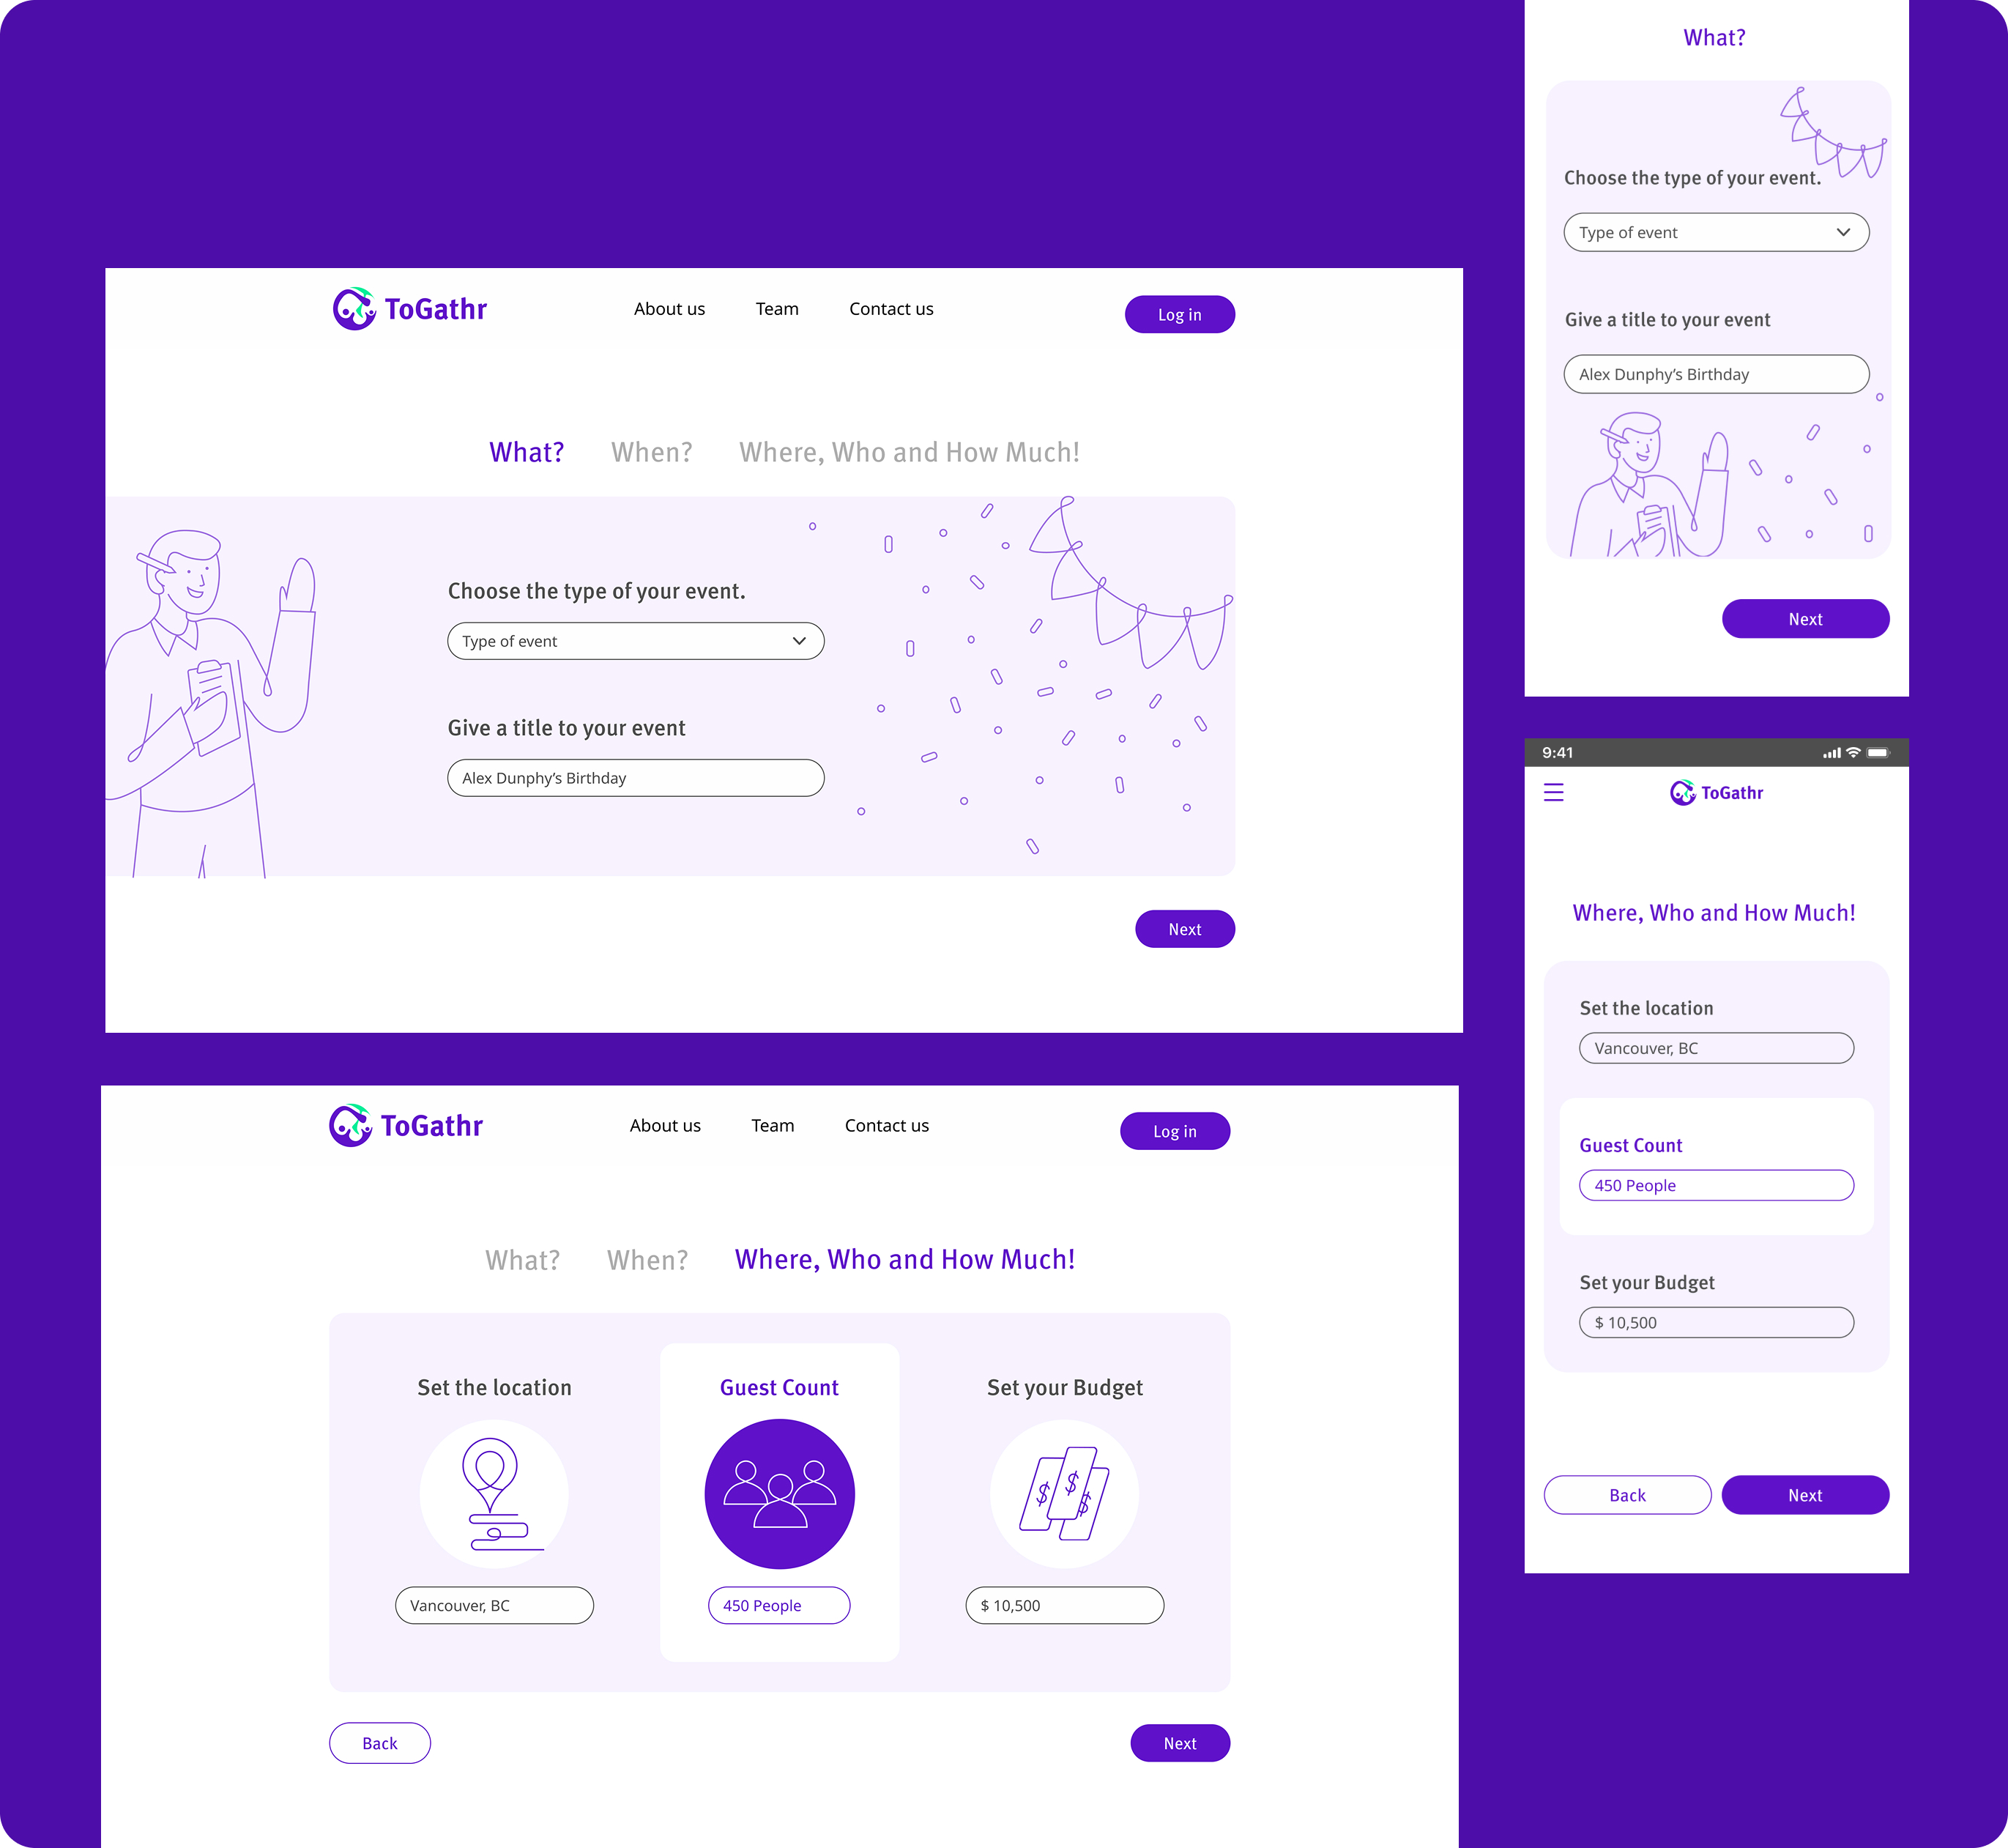 ToGathr
About us Team Contact us
Log in
What? When? Where, Who and How Much!
Choose the type of your event.
Type of event
Give a title to your event
Alex Dunphy's Birthday
Next
ToGathr
About us Team Contact us
Log in
What? When? Where, Who and How Much!
Set the location Guest Count Set your Budget
$ $ $
Vancouver, BC 450 People $ 10,500
Back Next
What?
Choose the type of your event.
Type of event
Give a title to your event
Alex Dunphy's Birthday
Next
9:41
ToGathr
Where, Who and How Much!
Set the location
Vancouver, BC
Guest Count
450 People
Set your Budget
$ 10,500
Back Next